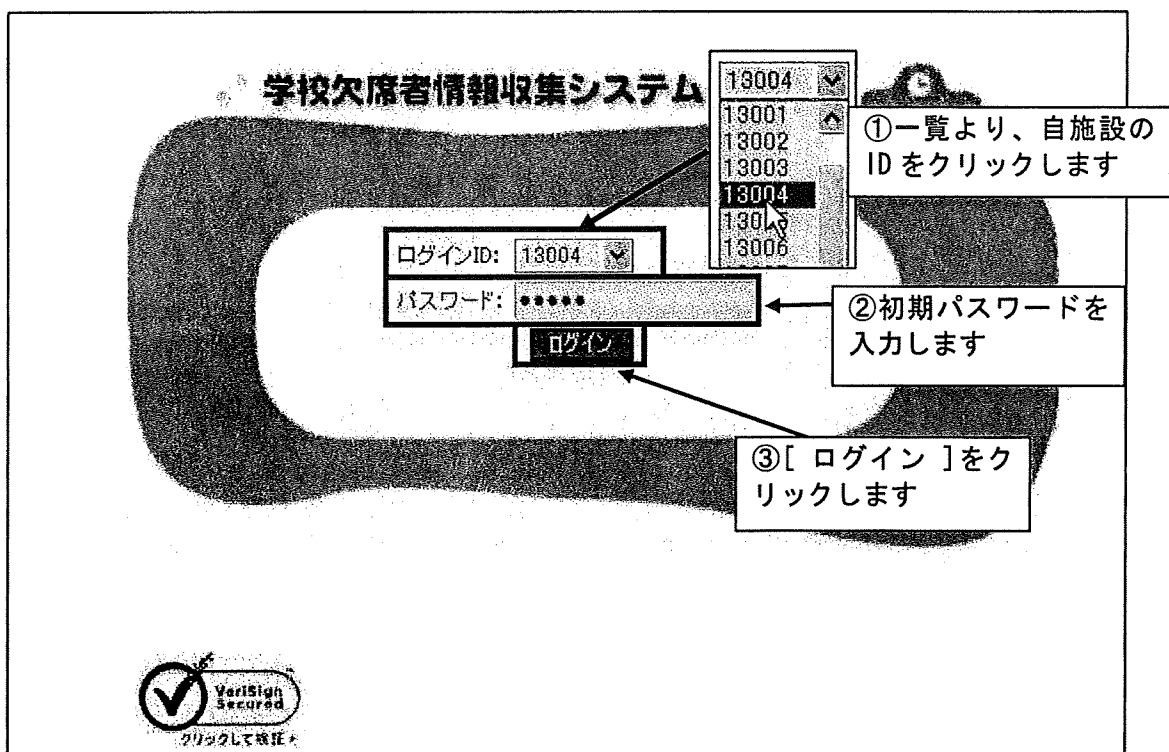 学校欠席者情報収集システム
13004
13001
13002
13003
13004
13006
①一覧より、自施設の
IDをクリックします
ログインID: 13004
パスワード: ●●●●●
ログイン
②初期パスワードを
入力します
③[ ログイン ]をク
リックします
VeriSign
Secured
クリックして検証